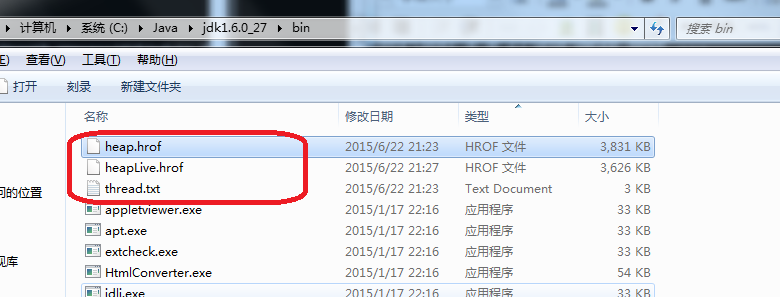 计算机 ▸ 系统 (C:) ▸ Java ▸ jdk1.6.0_27 ▸ bin 搜索 bin
(E) 查看(V) 工具(T) 帮助(H)
打开 刻录 新建文件夹
名称 修改日期 类型 大小
heap.hrof 2015/6/22 21:23 HROF 文件 3,831 KB
heapLive.hrof 2015/6/22 21:27 HROF 文件 3,626 KB
问的位置 thread.txt 2015/6/22 21:23 Text Document 3 KB
appletviewer.exe 2015/1/17 22:16 应用程序 33 KB
apt.exe 2015/1/17 22:16 应用程序 33 KB
extcheck.exe 2015/1/17 22:16 应用程序 33 KB
视库 HtmlConverter.exe 2015/1/17 22:16 应用程序 54 KB
idlj.exe 2015/1/17 22:16 应用程序 33 KB